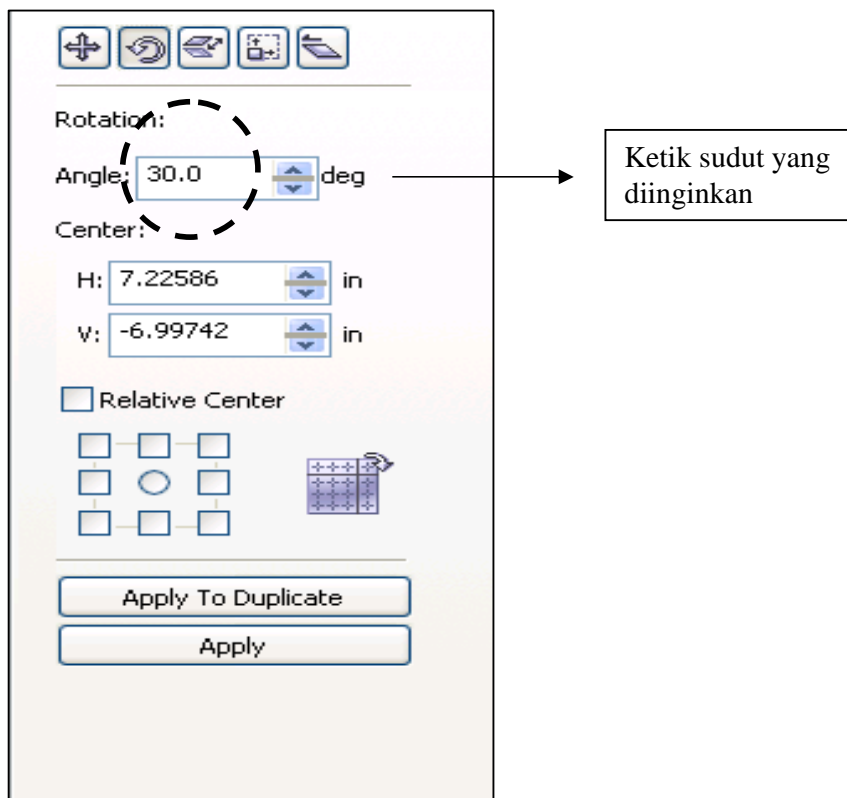 Rotation:
Angle: 30.0 deg
Ketik sudut yang
diinginkan
Center:
H: 7.22586 in
V: -6.99742 in
Relative Center
Apply To Duplicate
Apply